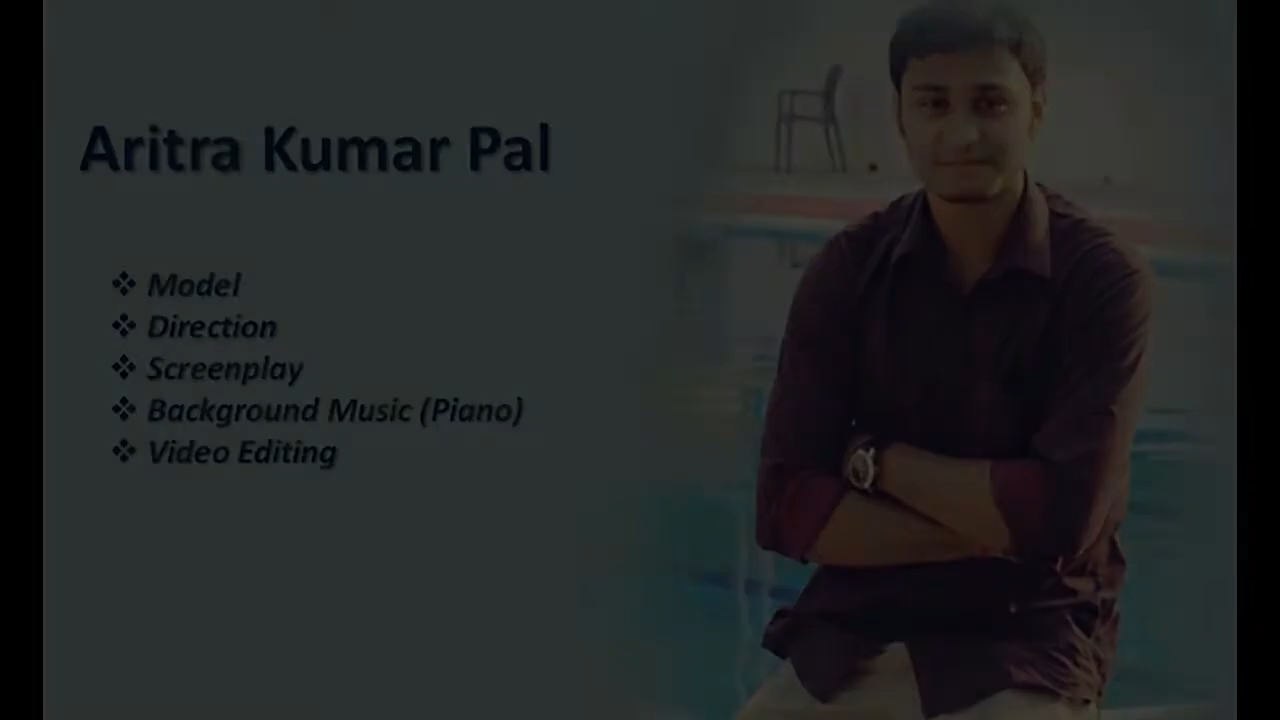 Aritra Kumar Pal
❖ Model
❖ Direction
❖ Screenplay
❖ Background Music (Piano)
❖ Video Editing